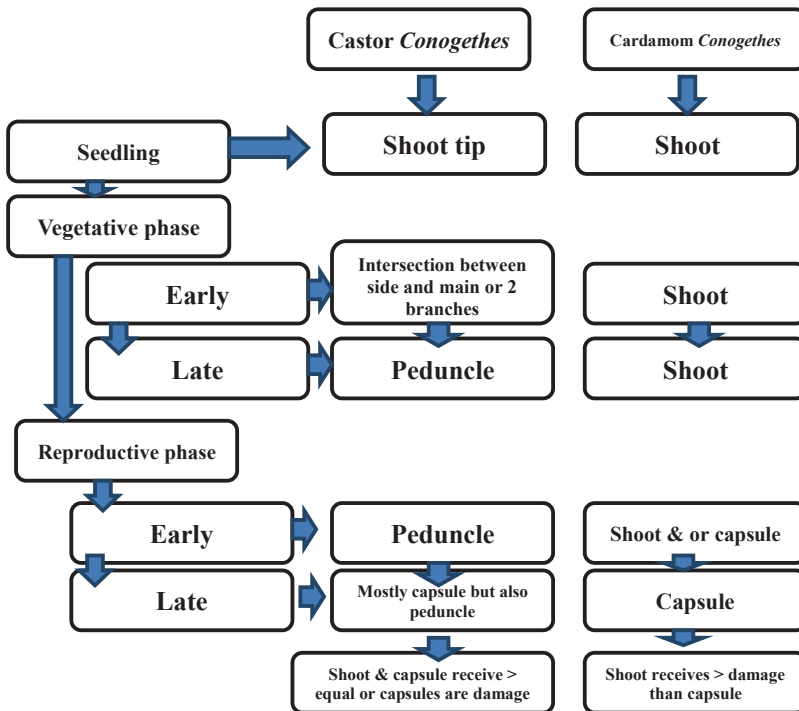 Castor Conogethes
Cardamom Conogethes
Seedling
Shoot tip
Shoot
Vegetative phase
Early
Intersection between
side and main or 2
branches
Shoot
Late
Peduncle
Shoot
Reproductive phase
Early
Peduncle
Shoot & or capsule
Late
Mostly capsule but also
peduncle
Capsule
Shoot & capsule receive >
equal or capsules are damage
Shoot receives > damage
than capsule